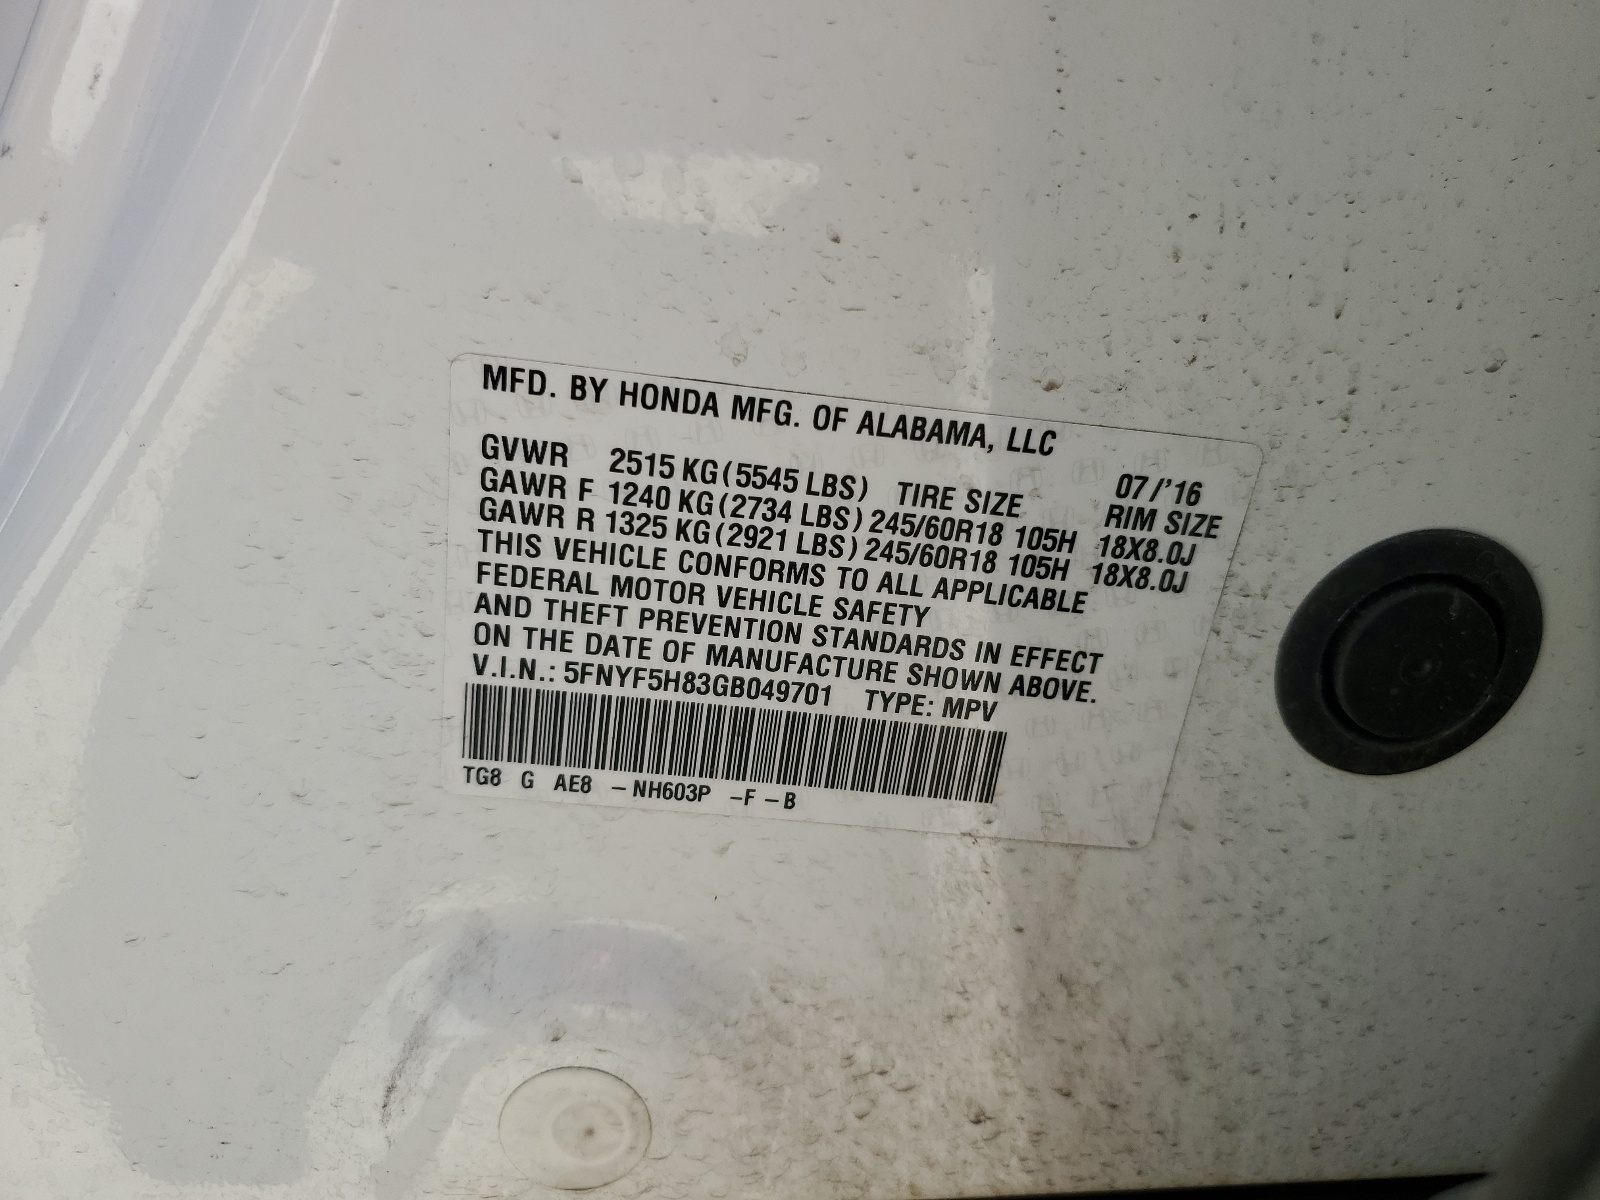 MFD. BY HONDA MFG. OF ALABAMA, LLC
07/'16
GVWR 2515 KG (5545 LBS) TIRE SIZE RIM SIZE
GAWR F 1240 KG (2734 LBS) 245/60R18 105H 18X8.0J
GAWR R 1325 KG (2921 LBS) 245/60R18 105H 18X8.0J
THIS VEHICLE CONFORMS TO ALL APPLICABLE
FEDERAL MOTOR VEHICLE SAFETY
AND THEFT PREVENTION STANDARDS IN EFFECT
ON THE DATE OF MANUFACTURE SHOWN ABOVE.
V.I.N.: 5FNYF5H83GB049701 TYPE: MPV
TG8 G AE8 -NH603P -F-B